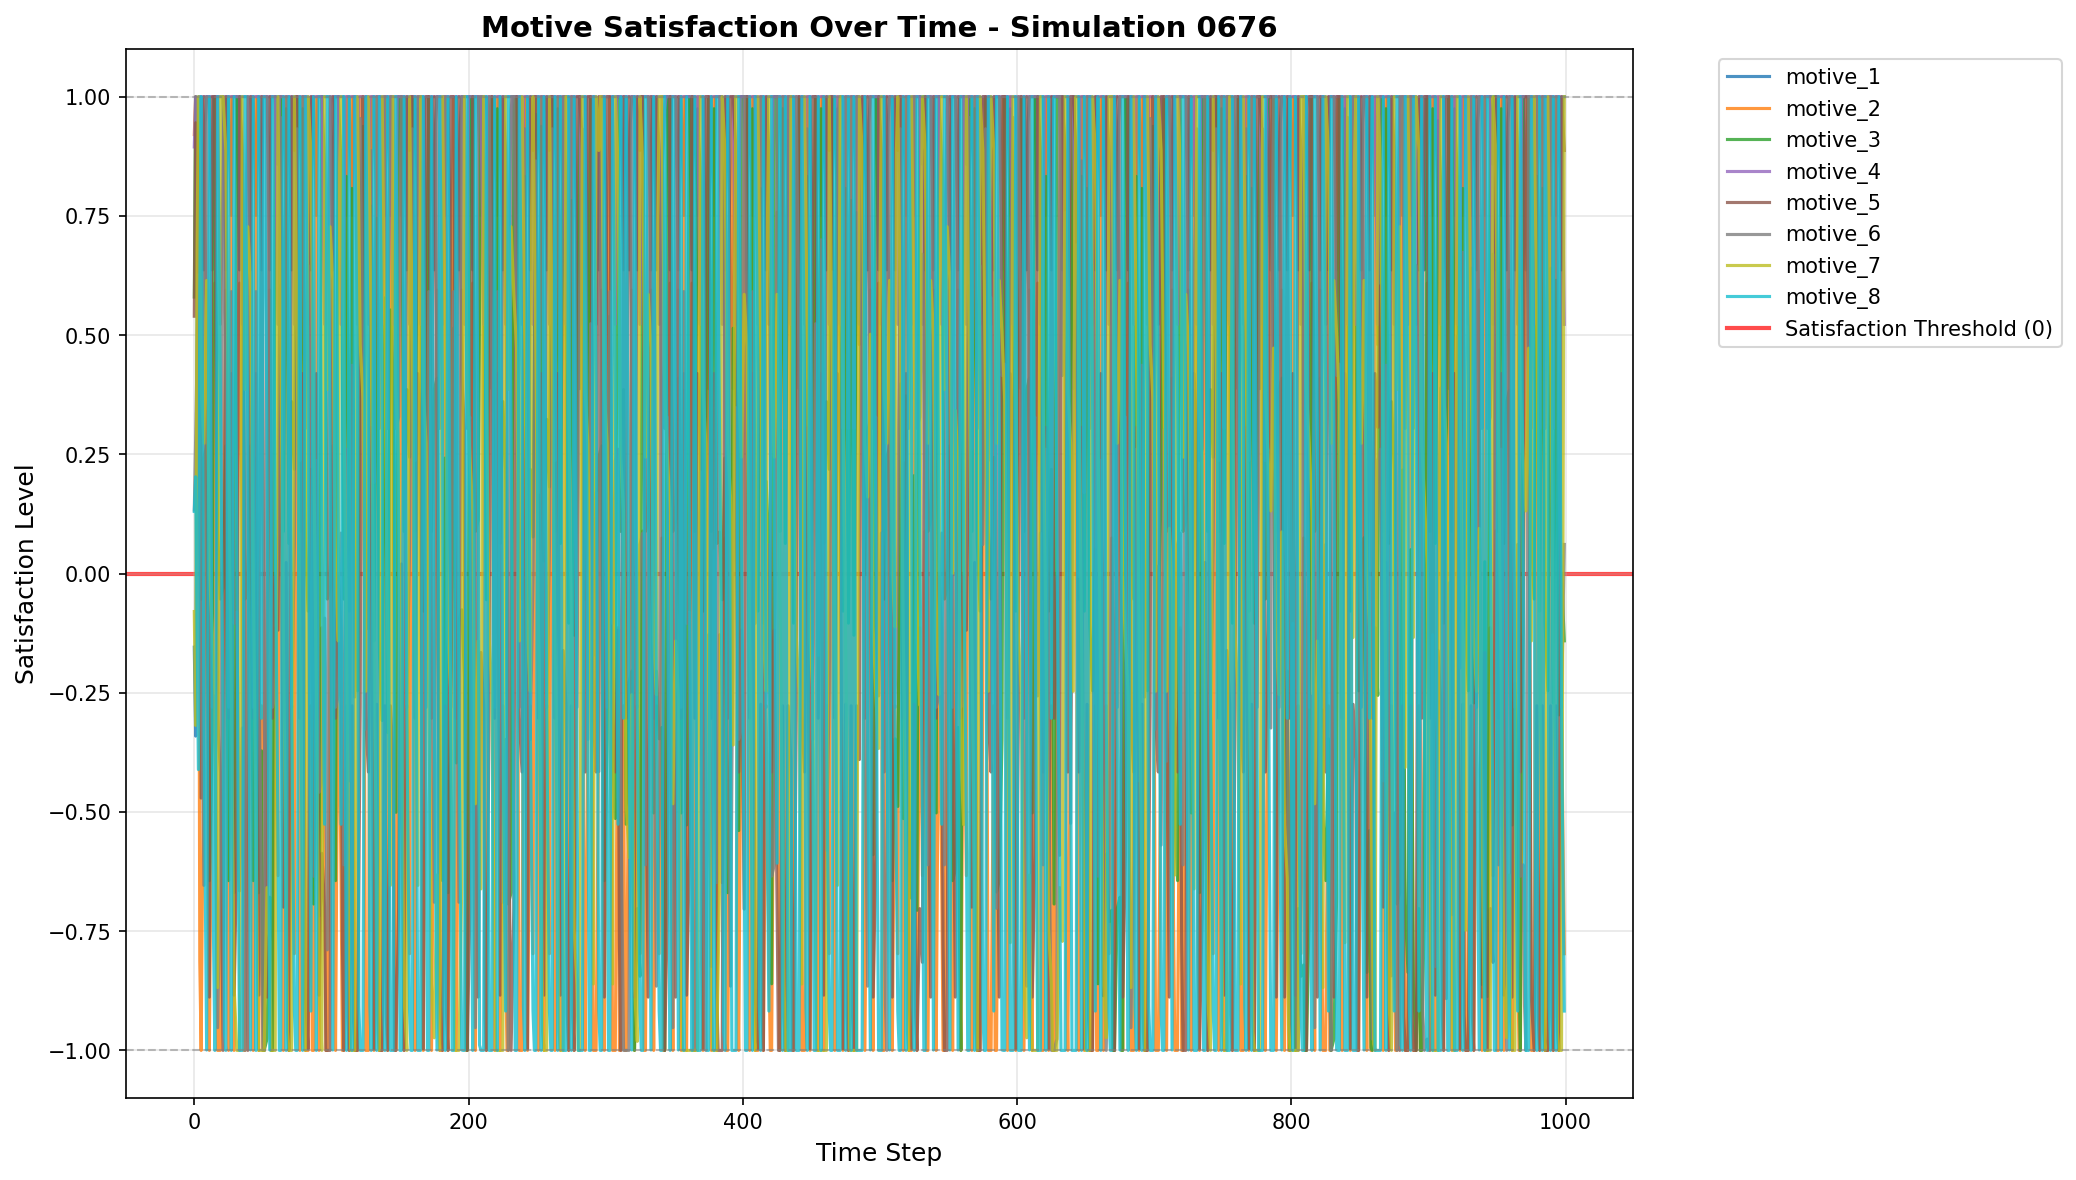 Motive Satisfaction Over Time - Simulation 0676
1.00
0.75
0.50
0.25
0.00
−0.25
−0.50
−0.75
−1.00
Satisfaction Level
0
200
400
600
800
1000
Time Step
motive_1
motive_2
motive_3
motive_4
motive_5
motive_6
motive_7
motive_8
Satisfaction Threshold (0)